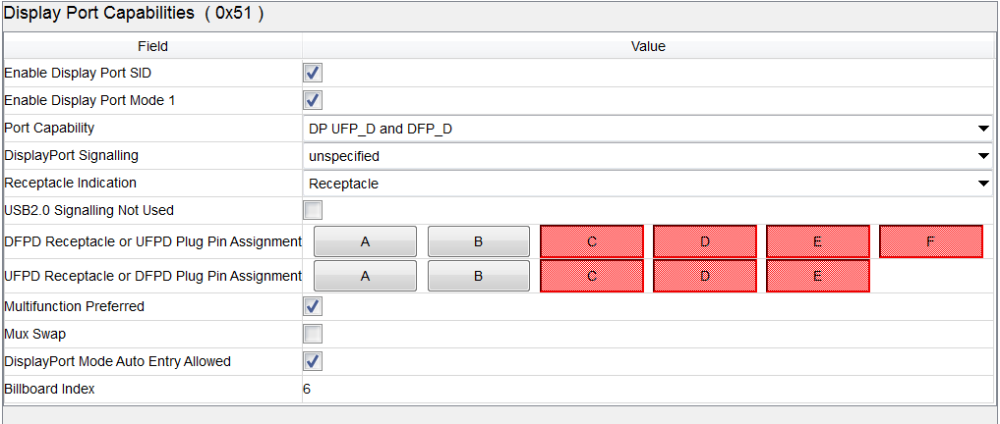 Display Port Capabilities ( 0x51 )
Field Value
Enable Display Port SID
Enable Display Port Mode 1
Port Capability DP UFP_D and DFP_D
DisplayPort Signalling unspecified
Receptacle Indication Receptacle
USB2.0 Signalling Not Used
DFPD Receptacle or UFPD Plug Pin Assignment A B C D E F
UFPD Receptacle or DFPD Plug Pin Assignment A B C D E
Multifunction Preferred
Mux Swap
DisplayPort Mode Auto Entry Allowed
Billboard Index 6